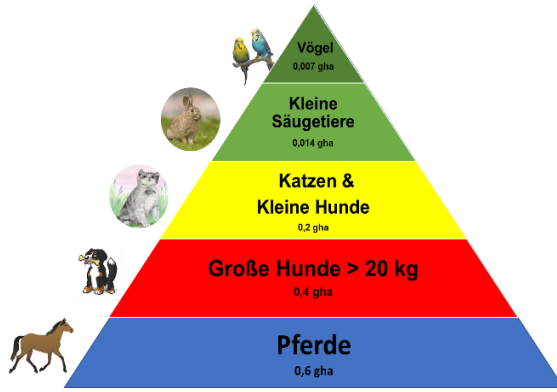 Vögel
0,007 gha
Kleine
Säugetiere
0,014 gha
Katzen &
Kleine Hunde
0,2 gha
Große Hunde > 20 kg
0,4 gha
Pferde
0,6 gha